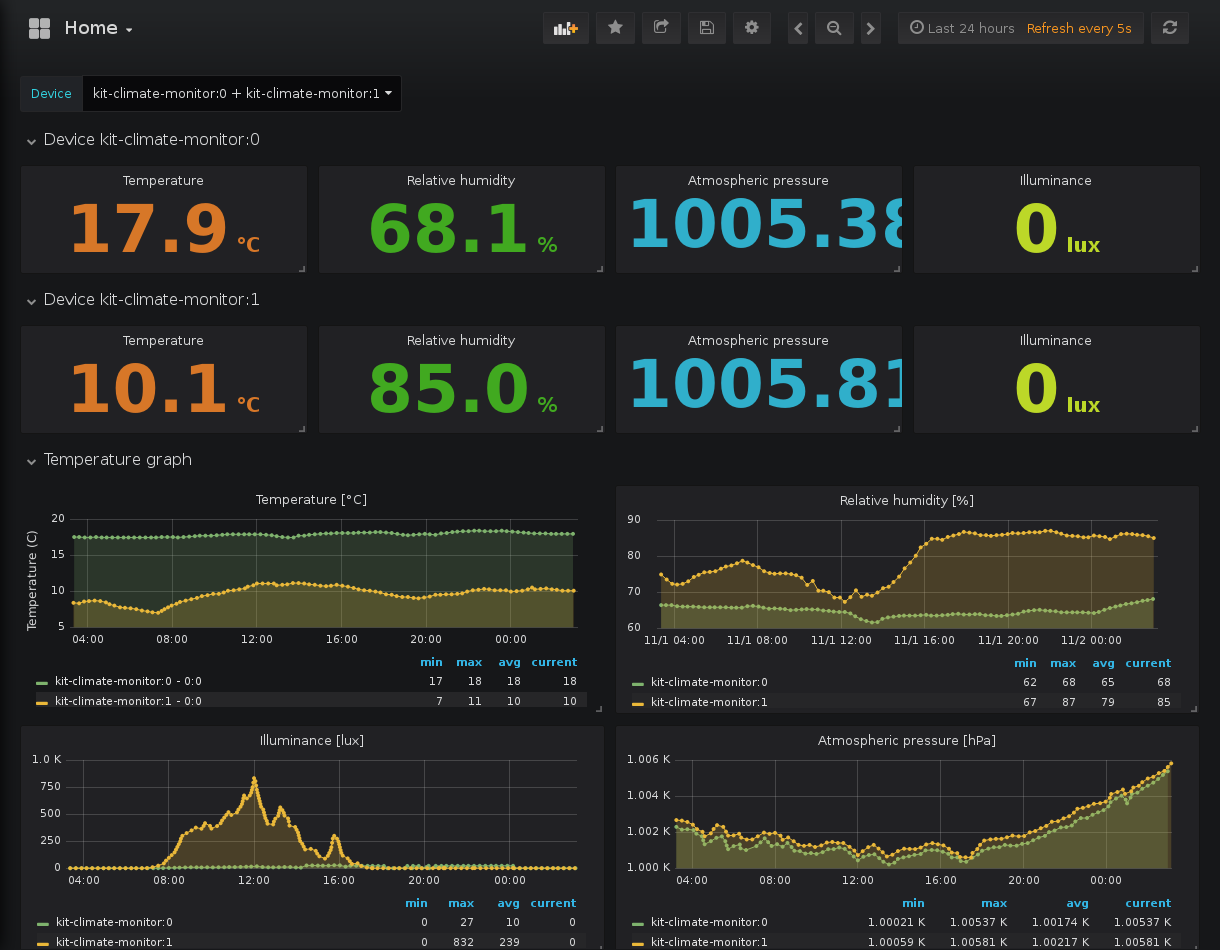 Home
Last 24 hours Refresh every 5s
Device kit-climate-monitor:0 + kit-climate-monitor:1
Device kit-climate-monitor:0
Temperature Relative humidity Atmospheric pressure Illuminance
17.9 °C 68.1 % 1005.38 0 lux
Device kit-climate-monitor:1
Temperature Relative humidity Atmospheric pressure Illuminance
10.1 °C 85.0 % 1005.81 0 lux
Temperature graph
Temperature [°C]
Temperature (C)
20
15
10
5
04:00 08:00 12:00 16:00 20:00 00:00
min max avg current
kit-climate-monitor:0 - 0:0 17 18 18 18
kit-climate-monitor:1 - 0:0 7 11 10 10
Relative humidity [%]
90
80
70
60
11/1 04:00 11/1 08:00 11/1 12:00 11/1 16:00 11/1 20:00 11/2 00:00
min max avg current
kit-climate-monitor:0 62 68 65 68
kit-climate-monitor:1 67 87 79 85
Illuminance [lux]
1.0 K
750
500
250
0
04:00 08:00 12:00 16:00 20:00 00:00
min max avg current
kit-climate-monitor:0 0 27 10 0
kit-climate-monitor:1 0 832 239 0
Atmospheric pressure [hPa]
1.006 K
1.004 K
1.002 K
1.000 K
04:00 08:00 12:00 16:00 20:00 00:00
min max avg current
kit-climate-monitor:0 1.00021 K 1.00537 K 1.00174 K 1.00537 K
kit-climate-monitor:1 1.00059 K 1.00581 K 1.00217 K 1.00581 K